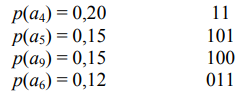 p(a₄) = 0,20 11
p(a₅) = 0,15 101
p(a₉) = 0,15 100
p(a₆) = 0,12 011